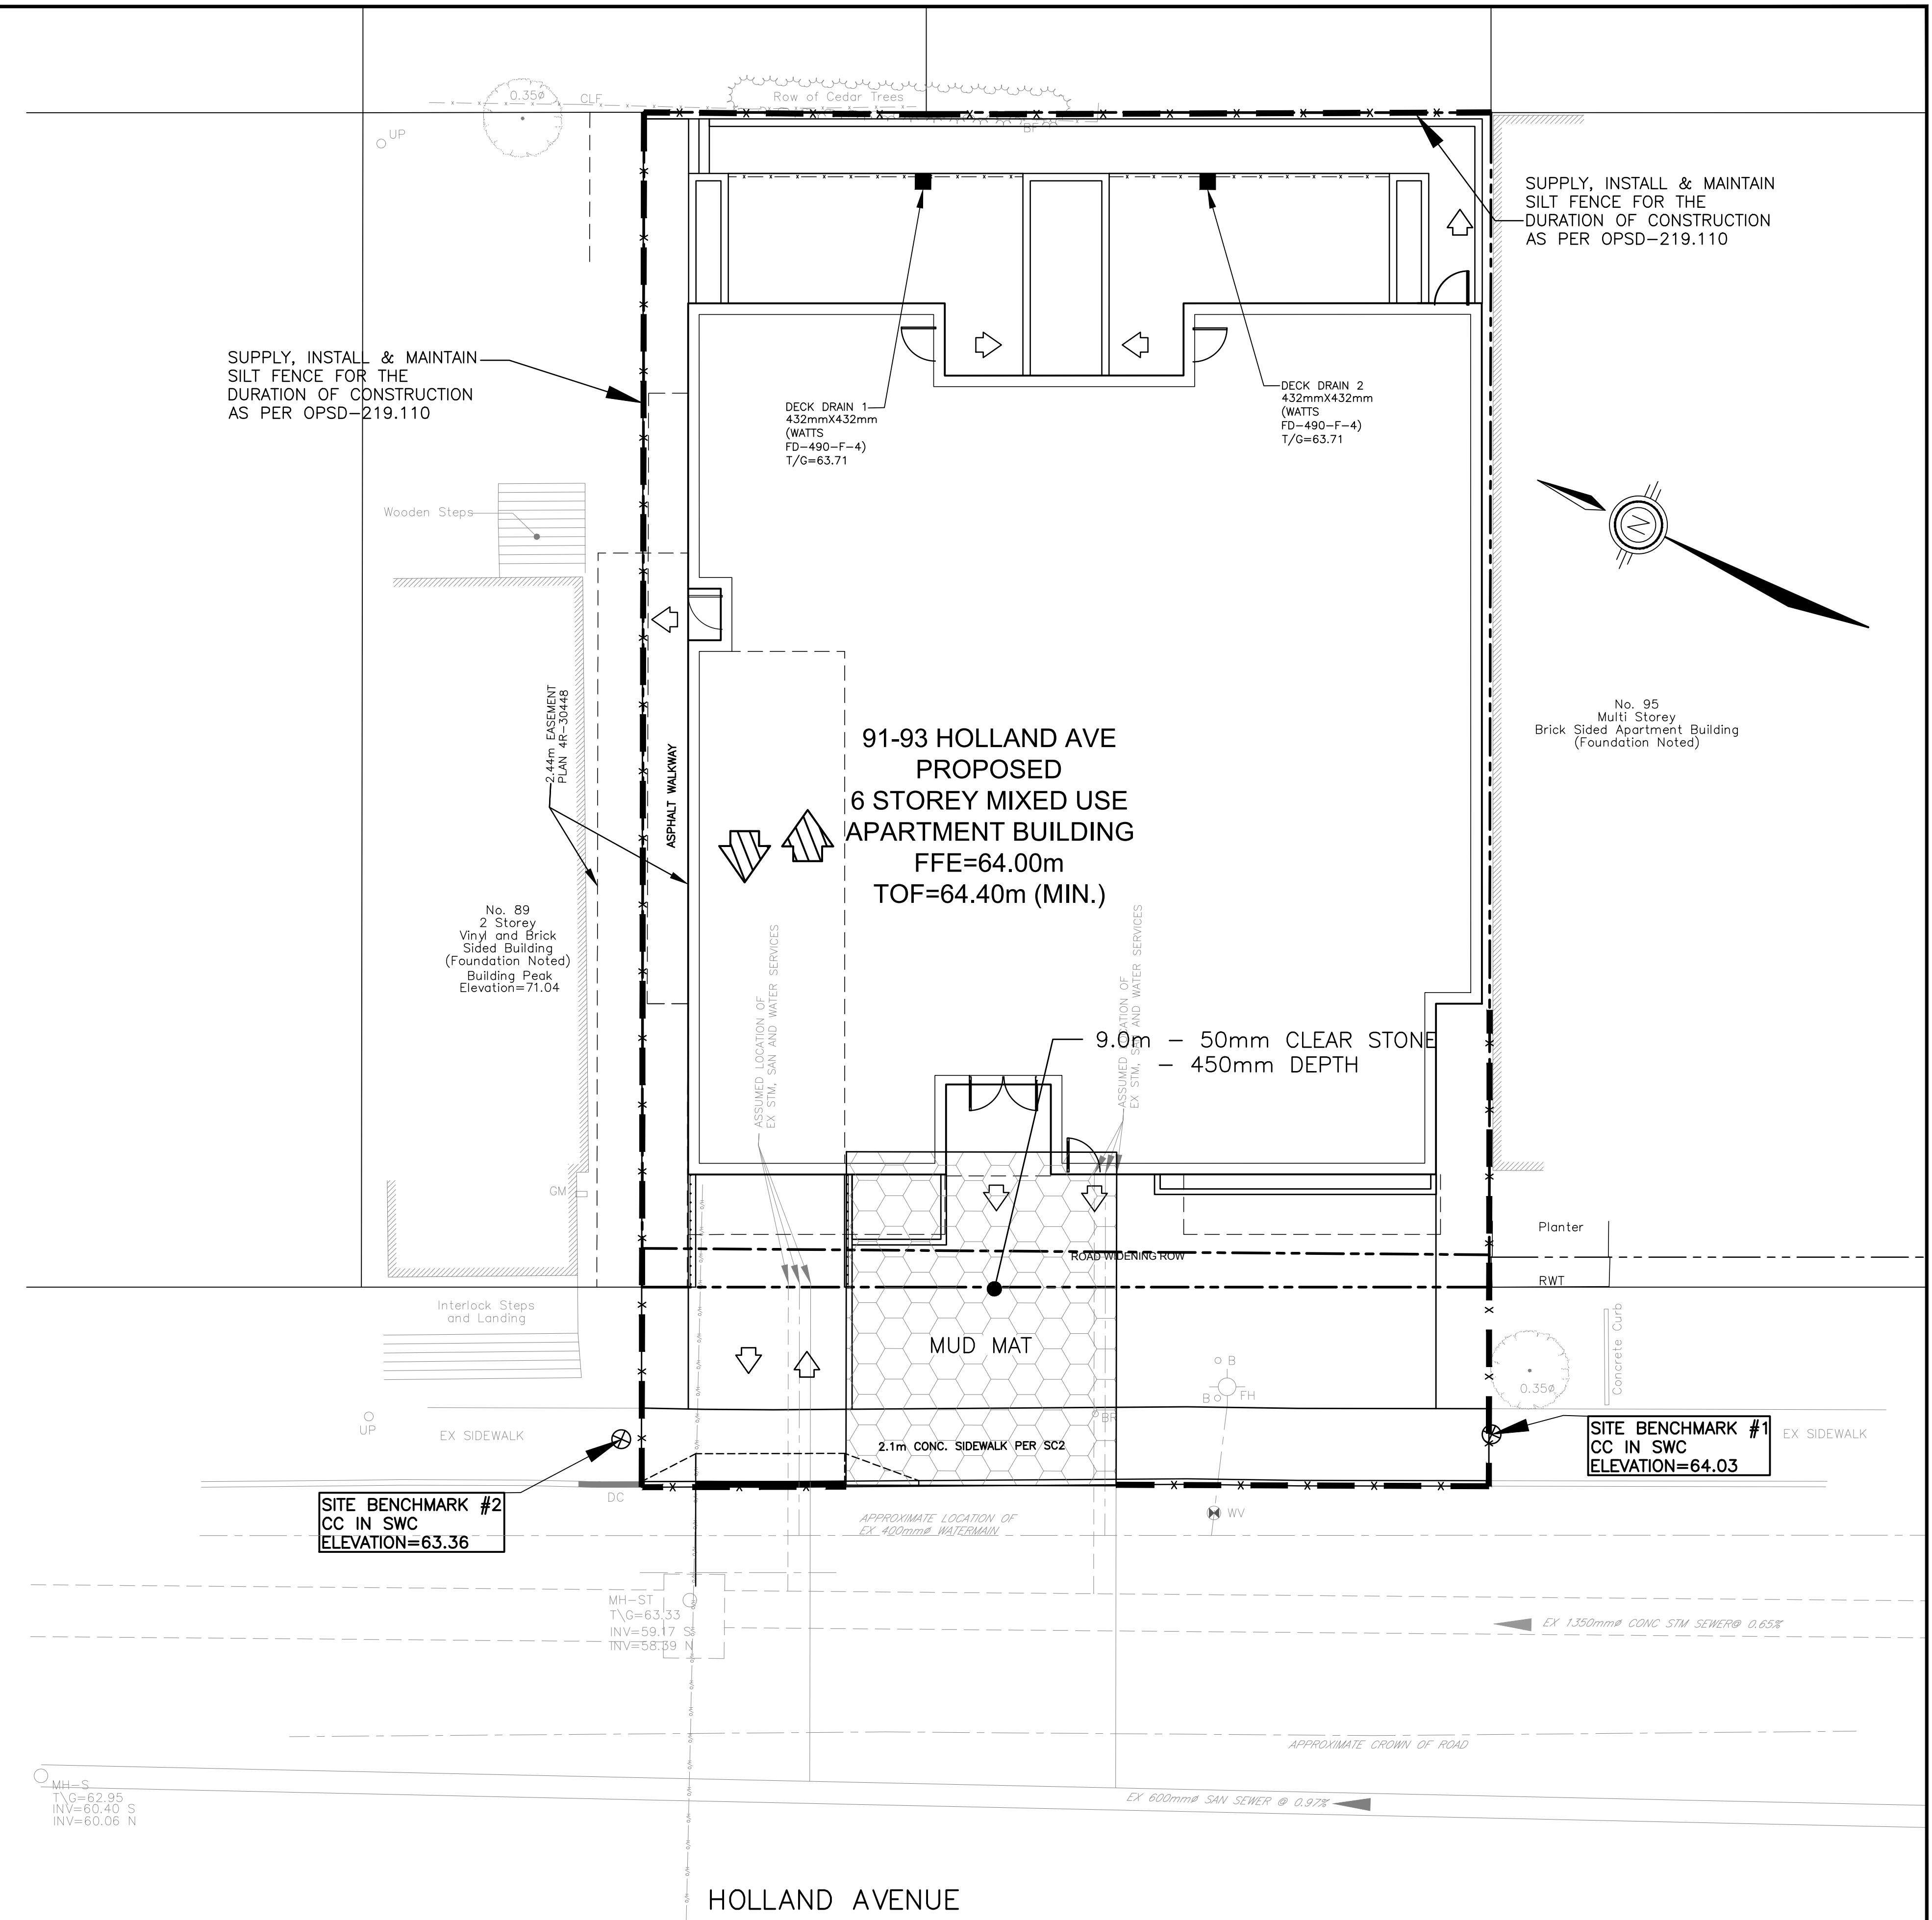 0.35ø
CLF
Row of Cedar Trees
BF
UP
SUPPLY, INSTALL & MAINTAIN
SILT FENCE FOR THE
DURATION OF CONSTRUCTION
AS PER OPSD-219.110
SUPPLY, INSTALL & MAINTAIN
SILT FENCE FOR THE
DURATION OF CONSTRUCTION
AS PER OPSD-219.110
DECK DRAIN 1
432mmX432mm
(WATTS
FD-490-F-4)
T/G=63.71
DECK DRAIN 2
432mmX432mm
(WATTS
FD-490-F-4)
T/G=63.71
Wooden Steps
N
2.44m EASEMENT
PLAN 4R-30448
ASPHALT WALKWAY
91-93 HOLLAND AVE
PROPOSED
6 STOREY MIXED USE
APARTMENT BUILDING
FFE=64.00m
TOF=64.40m (MIN.)
No. 95
Multi Storey
Brick Sided Apartment Building
(Foundation Noted)
No. 89
2 Storey
Vinyl and Brick
Sided Building
(Foundation Noted)
Building Peak
Elevation=71.04
ASSUMED LOCATION OF
EX STM, SAN AND WATER SERVICES
ASSUMED LOCATION OF
EX STM, SAN AND WATER SERVICES
9.0m - 50mm CLEAR STONE
- 450mm DEPTH
GM
Planter
ROAD WIDENING ROW
RWT
Interlock Steps
and Landing
MUD MAT
Concrete Curb
B
B
FH
0.35ø
UP
EX SIDEWALK
BR
2.1m CONC. SIDEWALK PER SC2
SITE BENCHMARK #1
CC IN SWC
ELEVATION=64.03
EX SIDEWALK
SITE BENCHMARK #2
CC IN SWC
ELEVATION=63.36
DC
APPROXIMATE LOCATION OF
EX 400mmø WATERMAIN
WV
MH-ST
T\G=63.33
INV=59.17 S
INV=58.39 N
EX 1350mmø CONC STM SEWER@ 0.65%
APPROXIMATE CROWN OF ROAD
MH-S
T\G=62.95
INV=60.40 S
INV=60.06 N
EX 600mmø SAN SEWER @ 0.97%
HOLLAND AVENUE